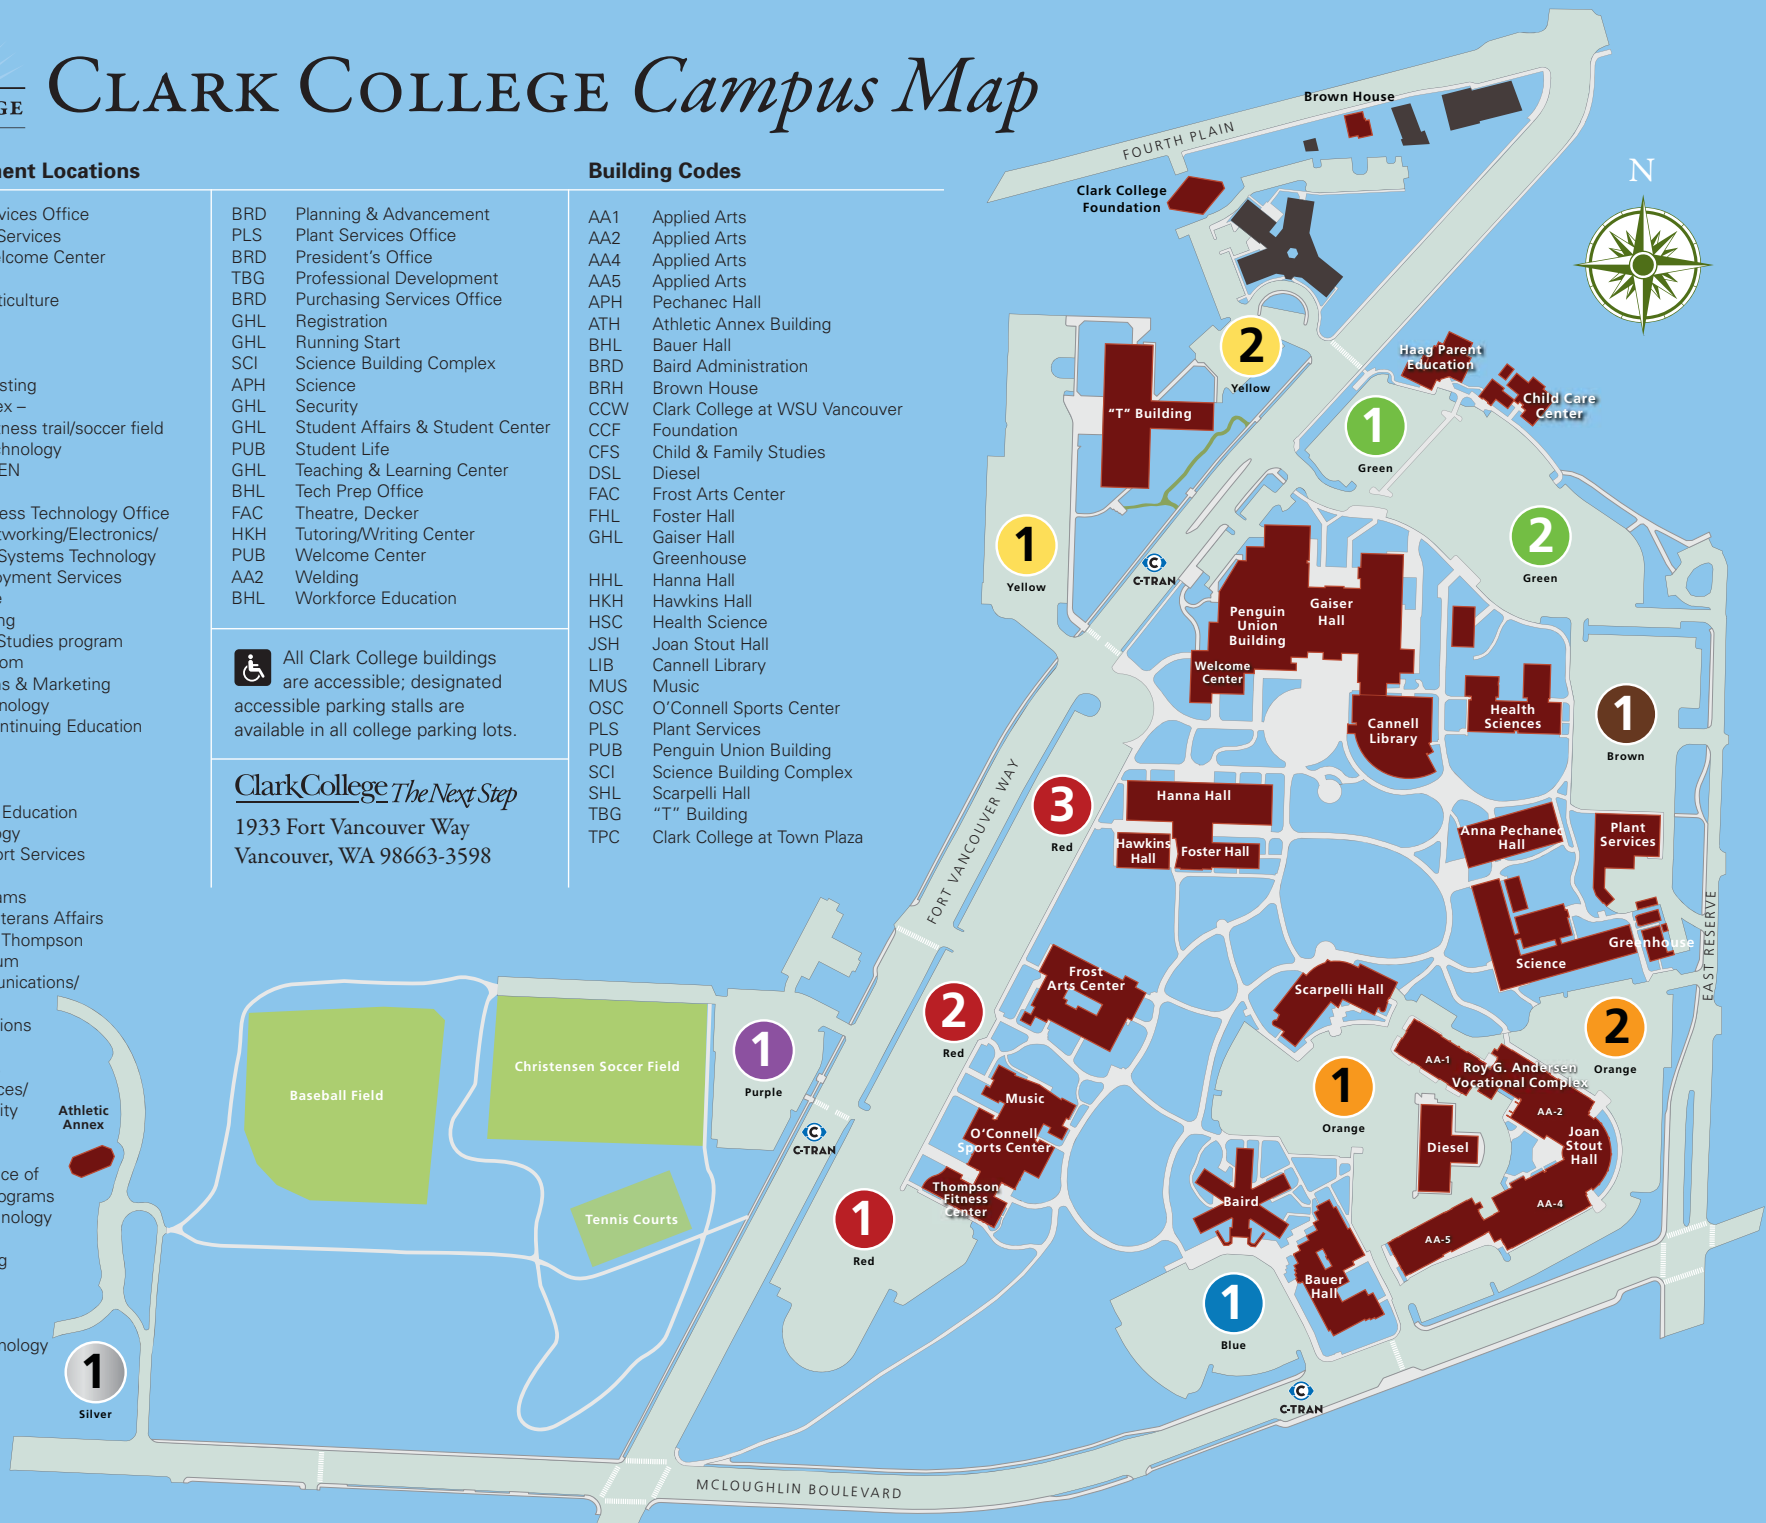 GE
CLARK COLLEGE Campus Map
ent Locations
vices Office
Services
lcome Center
ticulture
sting
ex –
ness trail/soccer field
hnology
EN
ess Technology Office
working/Electronics/
Systems Technology
oyment Services
e
ng
Studies program
om
s & Marketing
nology
ntinuing Education
Education
gy
ort Services
ams
terans Affairs
Thompson
um
unications/
ions
ces/
ity
ce of
ograms
nology
g
nology
BRD Planning & Advancement
PLS Plant Services Office
BRD President's Office
TBG Professional Development
BRD Purchasing Services Office
GHL Registration
GHL Running Start
SCI Science Building Complex
APH Science
GHL Security
GHL Student Affairs & Student Center
PUB Student Life
GHL Teaching & Learning Center
BHL Tech Prep Office
FAC Theatre, Decker
HKH Tutoring/Writing Center
PUB Welcome Center
AA2 Welding
BHL Workforce Education
All Clark College buildings
are accessible; designated
accessible parking stalls are
available in all college parking lots.
Clark College The Next Step
1933 Fort Vancouver Way
Vancouver, WA 98663-3598
Building Codes
AA1 Applied Arts
AA2 Applied Arts
AA4 Applied Arts
AA5 Applied Arts
APH Pechanec Hall
ATH Athletic Annex Building
BHL Bauer Hall
BRD Baird Administration
BRH Brown House
CCW Clark College at WSU Vancouver
CCF Foundation
CFS Child & Family Studies
DSL Diesel
FAC Frost Arts Center
FHL Foster Hall
GHL Gaiser Hall
Greenhouse
HHL Hanna Hall
HKH Hawkins Hall
HSC Health Science
JSH Joan Stout Hall
LIB Cannell Library
MUS Music
OSC O'Connell Sports Center
PLS Plant Services
PUB Penguin Union Building
SCI Science Building Complex
SHL Scarpelli Hall
TBG "T" Building
TPC Clark College at Town Plaza
Brown House
FOURTH PLAIN
Clark College
Foundation
N
2
Yellow
Haag Parent
Education
Child Care
Center
"T" Building
1
Green
1
Yellow
2
Green
C-TRAN
Penguin
Union
Building
Gaiser
Hall
Welcome
Center
Cannell
Library
Health
Sciences
1
Brown
FORT VANCOUVER WAY
3
Red
Hanna Hall
Hawkins
Hall
Foster Hall
Anna Pechanec
Hall
Plant
Services
EAST RESERVE
Greenhouse
Science
Frost
Arts Center
Scarpelli Hall
2
Red
2
Orange
1
Purple
Christensen Soccer Field
Baseball Field
Athletic
Annex
AA-1
Roy G. Andersen
Vocational Complex
1
Orange
Music
AA-2
O'Connell
Sports Center
C-TRAN
Diesel
Joan
Stout
Hall
Thompson
Fitness
Center
Baird
AA-4
Tennis Courts
1
Red
AA-5
Bauer
Hall
1
Blue
1
Silver
C-TRAN
MCLOUGHLIN BOULEVARD